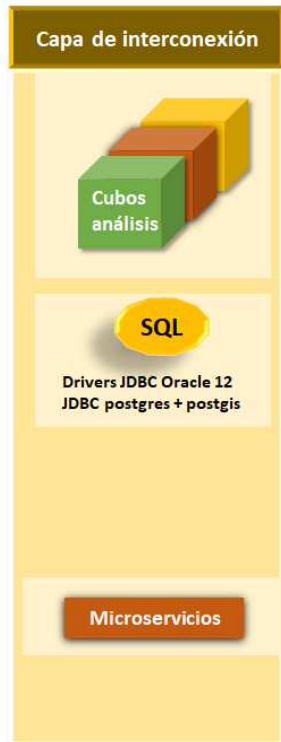 Capa de interconexión
Cubos
análisis
SQL
Drivers JDBC Oracle 12
JDBC postgres + postgis
Microservicios